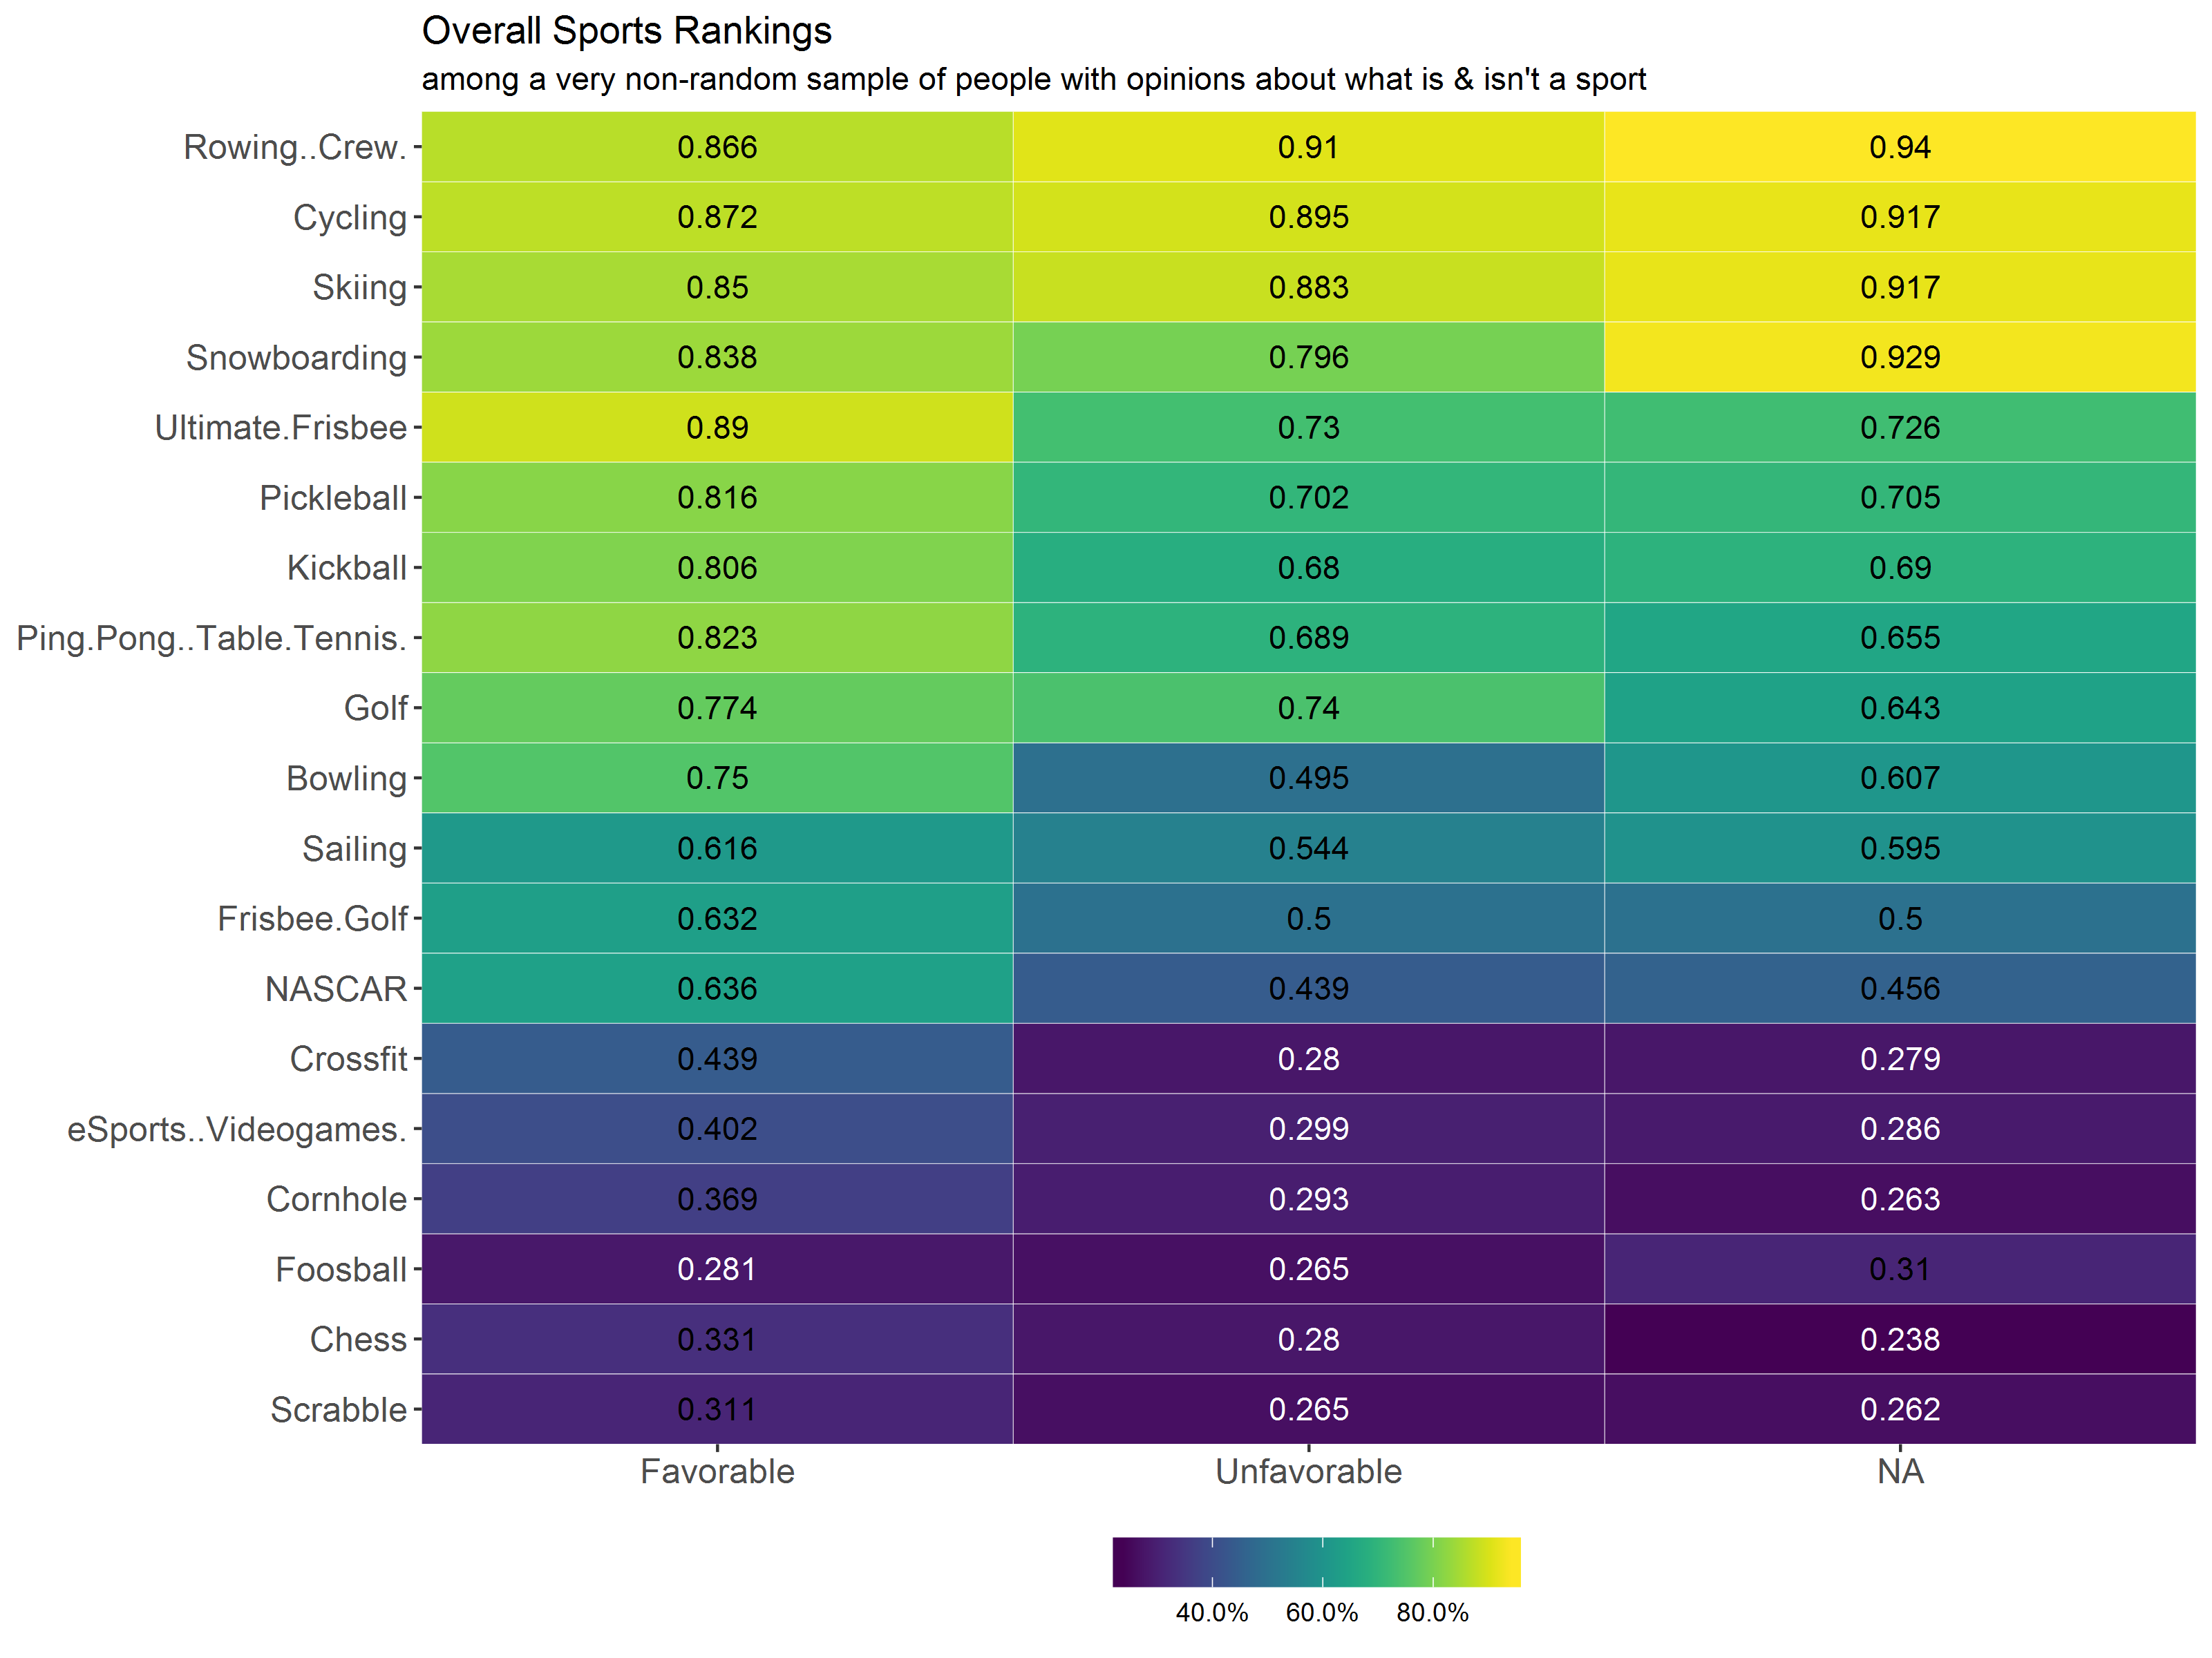 Overall Sports Rankings
among a very non-random sample of people with opinions about what is & isn't a sport
Rowing..Crew. 0.866 0.91 0.94
Cycling 0.872 0.895 0.917
Skiing 0.85 0.883 0.917
Snowboarding 0.838 0.796 0.929
Ultimate.Frisbee 0.89 0.73 0.726
Pickleball 0.816 0.702 0.705
Kickball 0.806 0.68 0.69
Ping.Pong..Table.Tennis. 0.823 0.689 0.655
Golf 0.774 0.74 0.643
Bowling 0.75 0.495 0.607
Sailing 0.616 0.544 0.595
Frisbee.Golf 0.632 0.5 0.5
NASCAR 0.636 0.439 0.456
Crossfit 0.439 0.28 0.279
eSports..Videogames. 0.402 0.299 0.286
Cornhole 0.369 0.293 0.263
Foosball 0.281 0.265 0.31
Chess 0.331 0.28 0.238
Scrabble 0.311 0.265 0.262
Favorable Unfavorable NA
40.0% 60.0% 80.0%